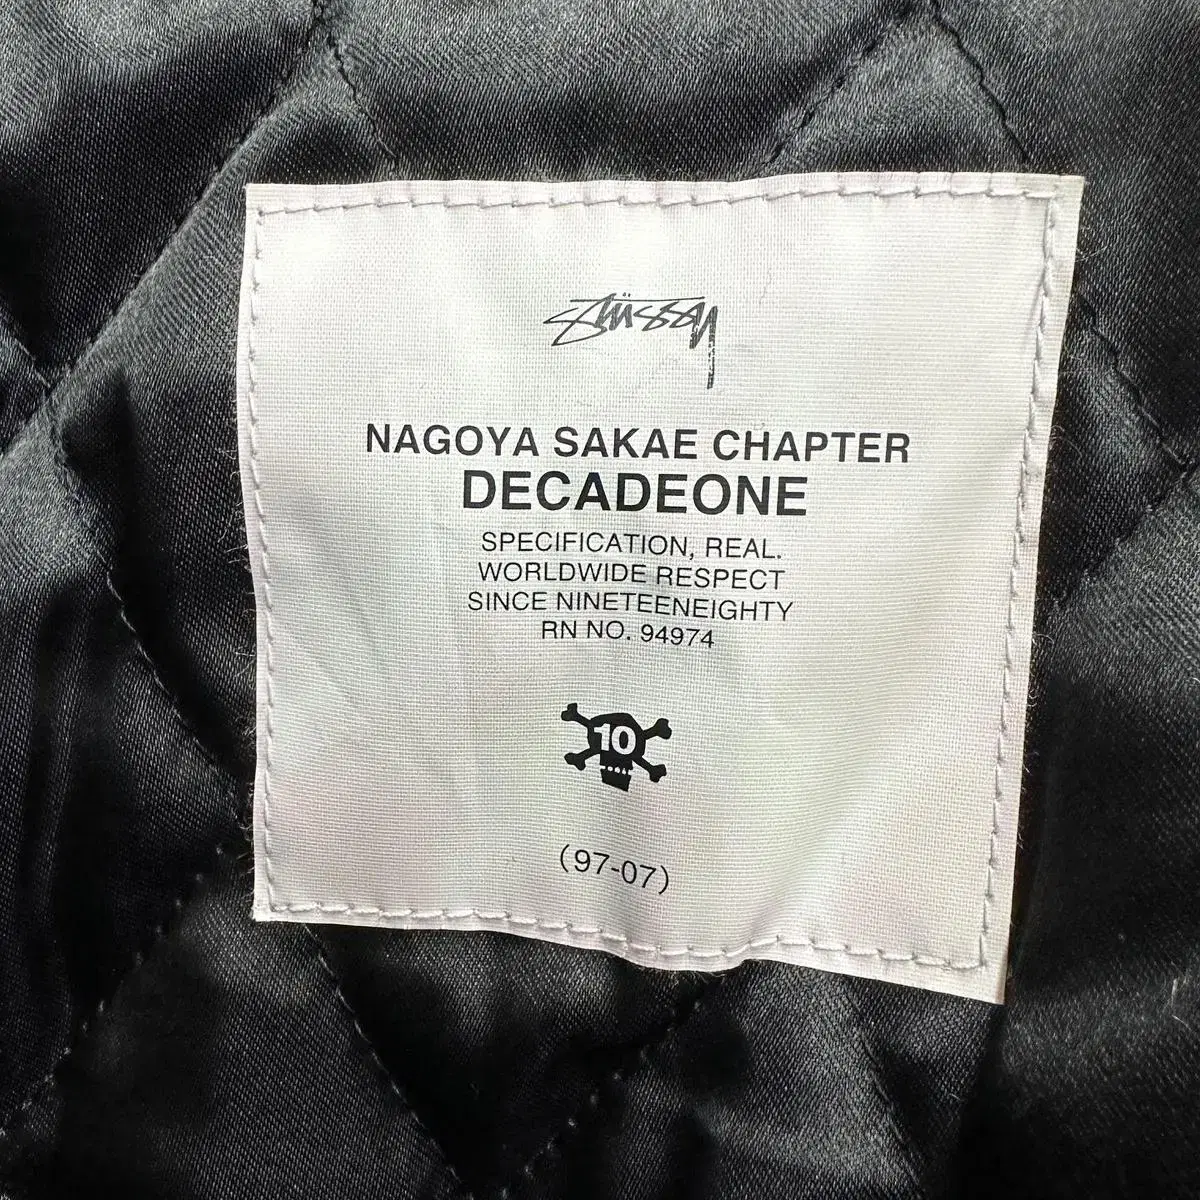 Stüssy
NAGOYA SAKAE CHAPTER
DECADEONE
SPECIFICATION, REAL.
WORLDWIDE RESPECT
SINCE NINETEENEIGHTY
RN NO. 94974
10
(97-07)